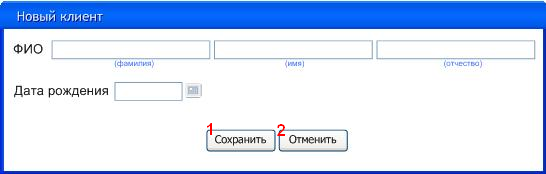 Новый клиент
ФИО
(фамилия) (имя) (отчество)
Дата рождения
1 Сохранить 2 Отменить